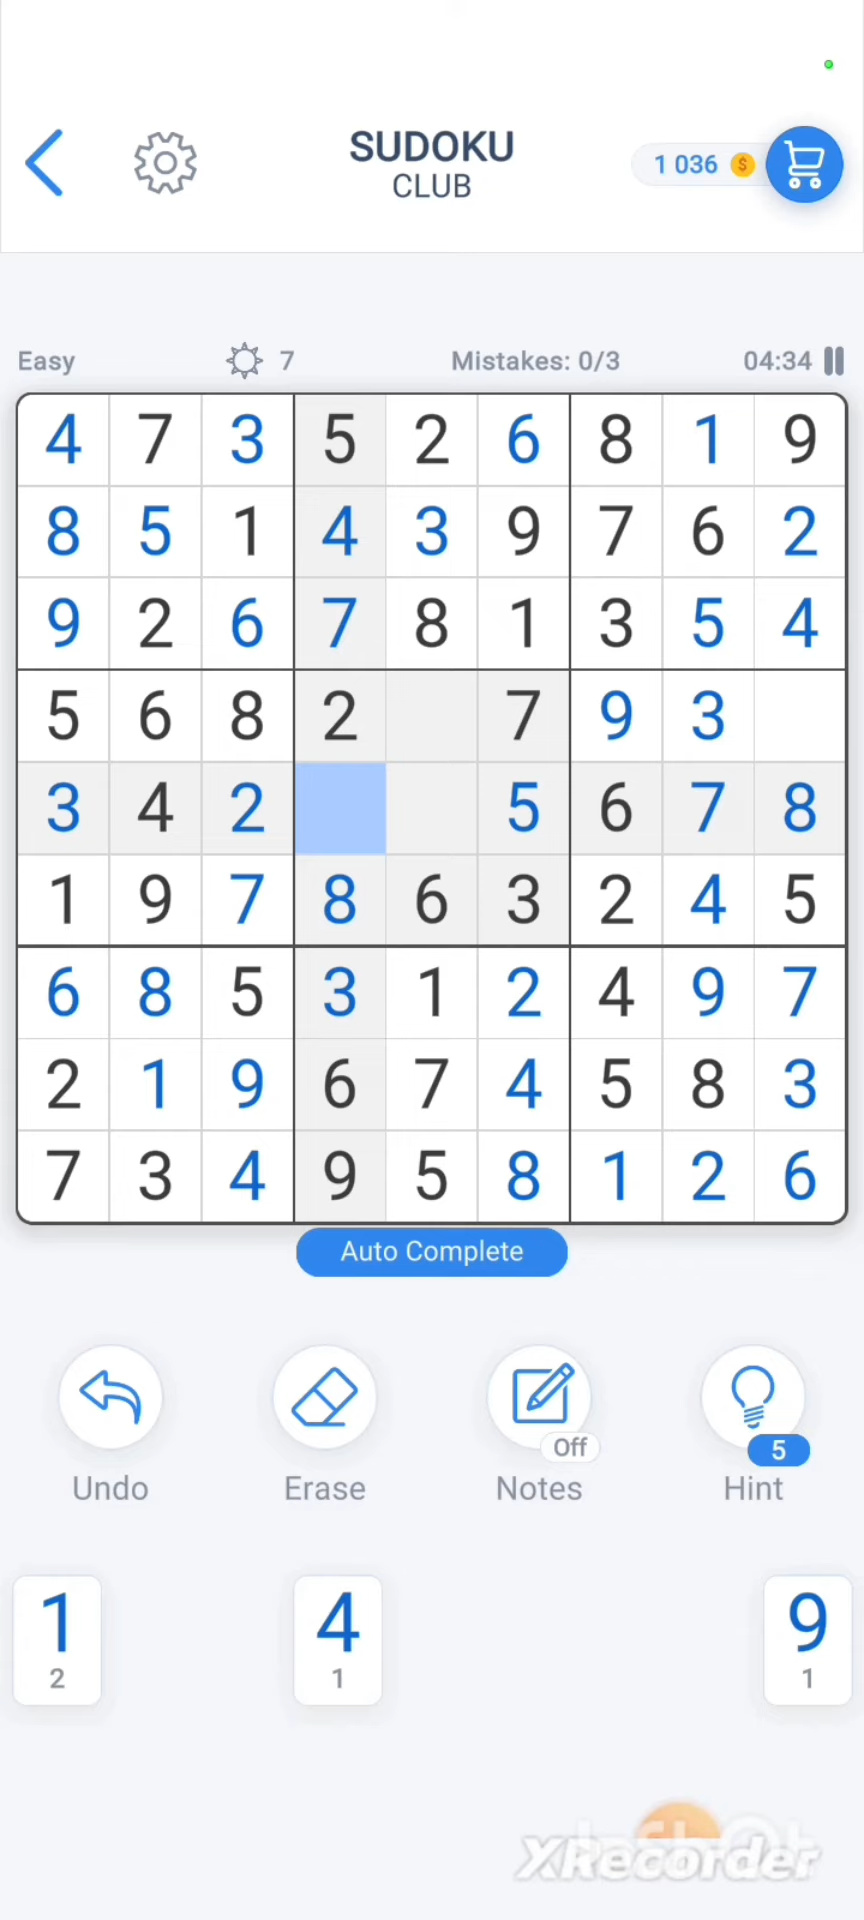 SUDOKU
CLUB
1 036
Easy 7 Mistakes: 0/3 04:34
4 7 3 5 2 6 8 1 9
8 5 1 4 3 9 7 6 2
9 2 6 7 8 1 3 5 4
5 6 8 2 7 9 3
3 4 2 5 6 7 8
1 9 7 8 6 3 2 4 5
6 8 5 3 1 2 4 9 7
2 1 9 6 7 4 5 8 3
7 3 4 9 5 8 1 2 6
Auto Complete
Off 5
Undo Erase Notes Hint
1 4 9
2 1 1
XRecorder